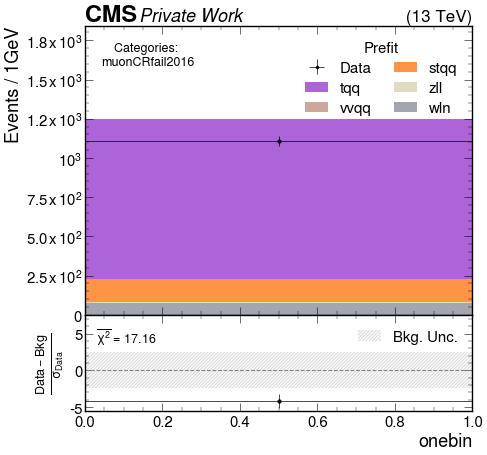 CMS Private Work (13 TeV)
Events / 1GeV
Categories:
muonCRfail2016
Prefit
Data
tqq
vvqq
stqq
zll
wln
1.8 x 10³
1.5 x 10³
1.2 x 10³
10³
7.5 x 10²
5.0 x 10²
2.5 x 10²
0
Data − Bkg
σData
χ² = 17.16
Bkg. Unc.
5
0
-5
0.0 0.2 0.4 0.6 0.8 1.0
onebin